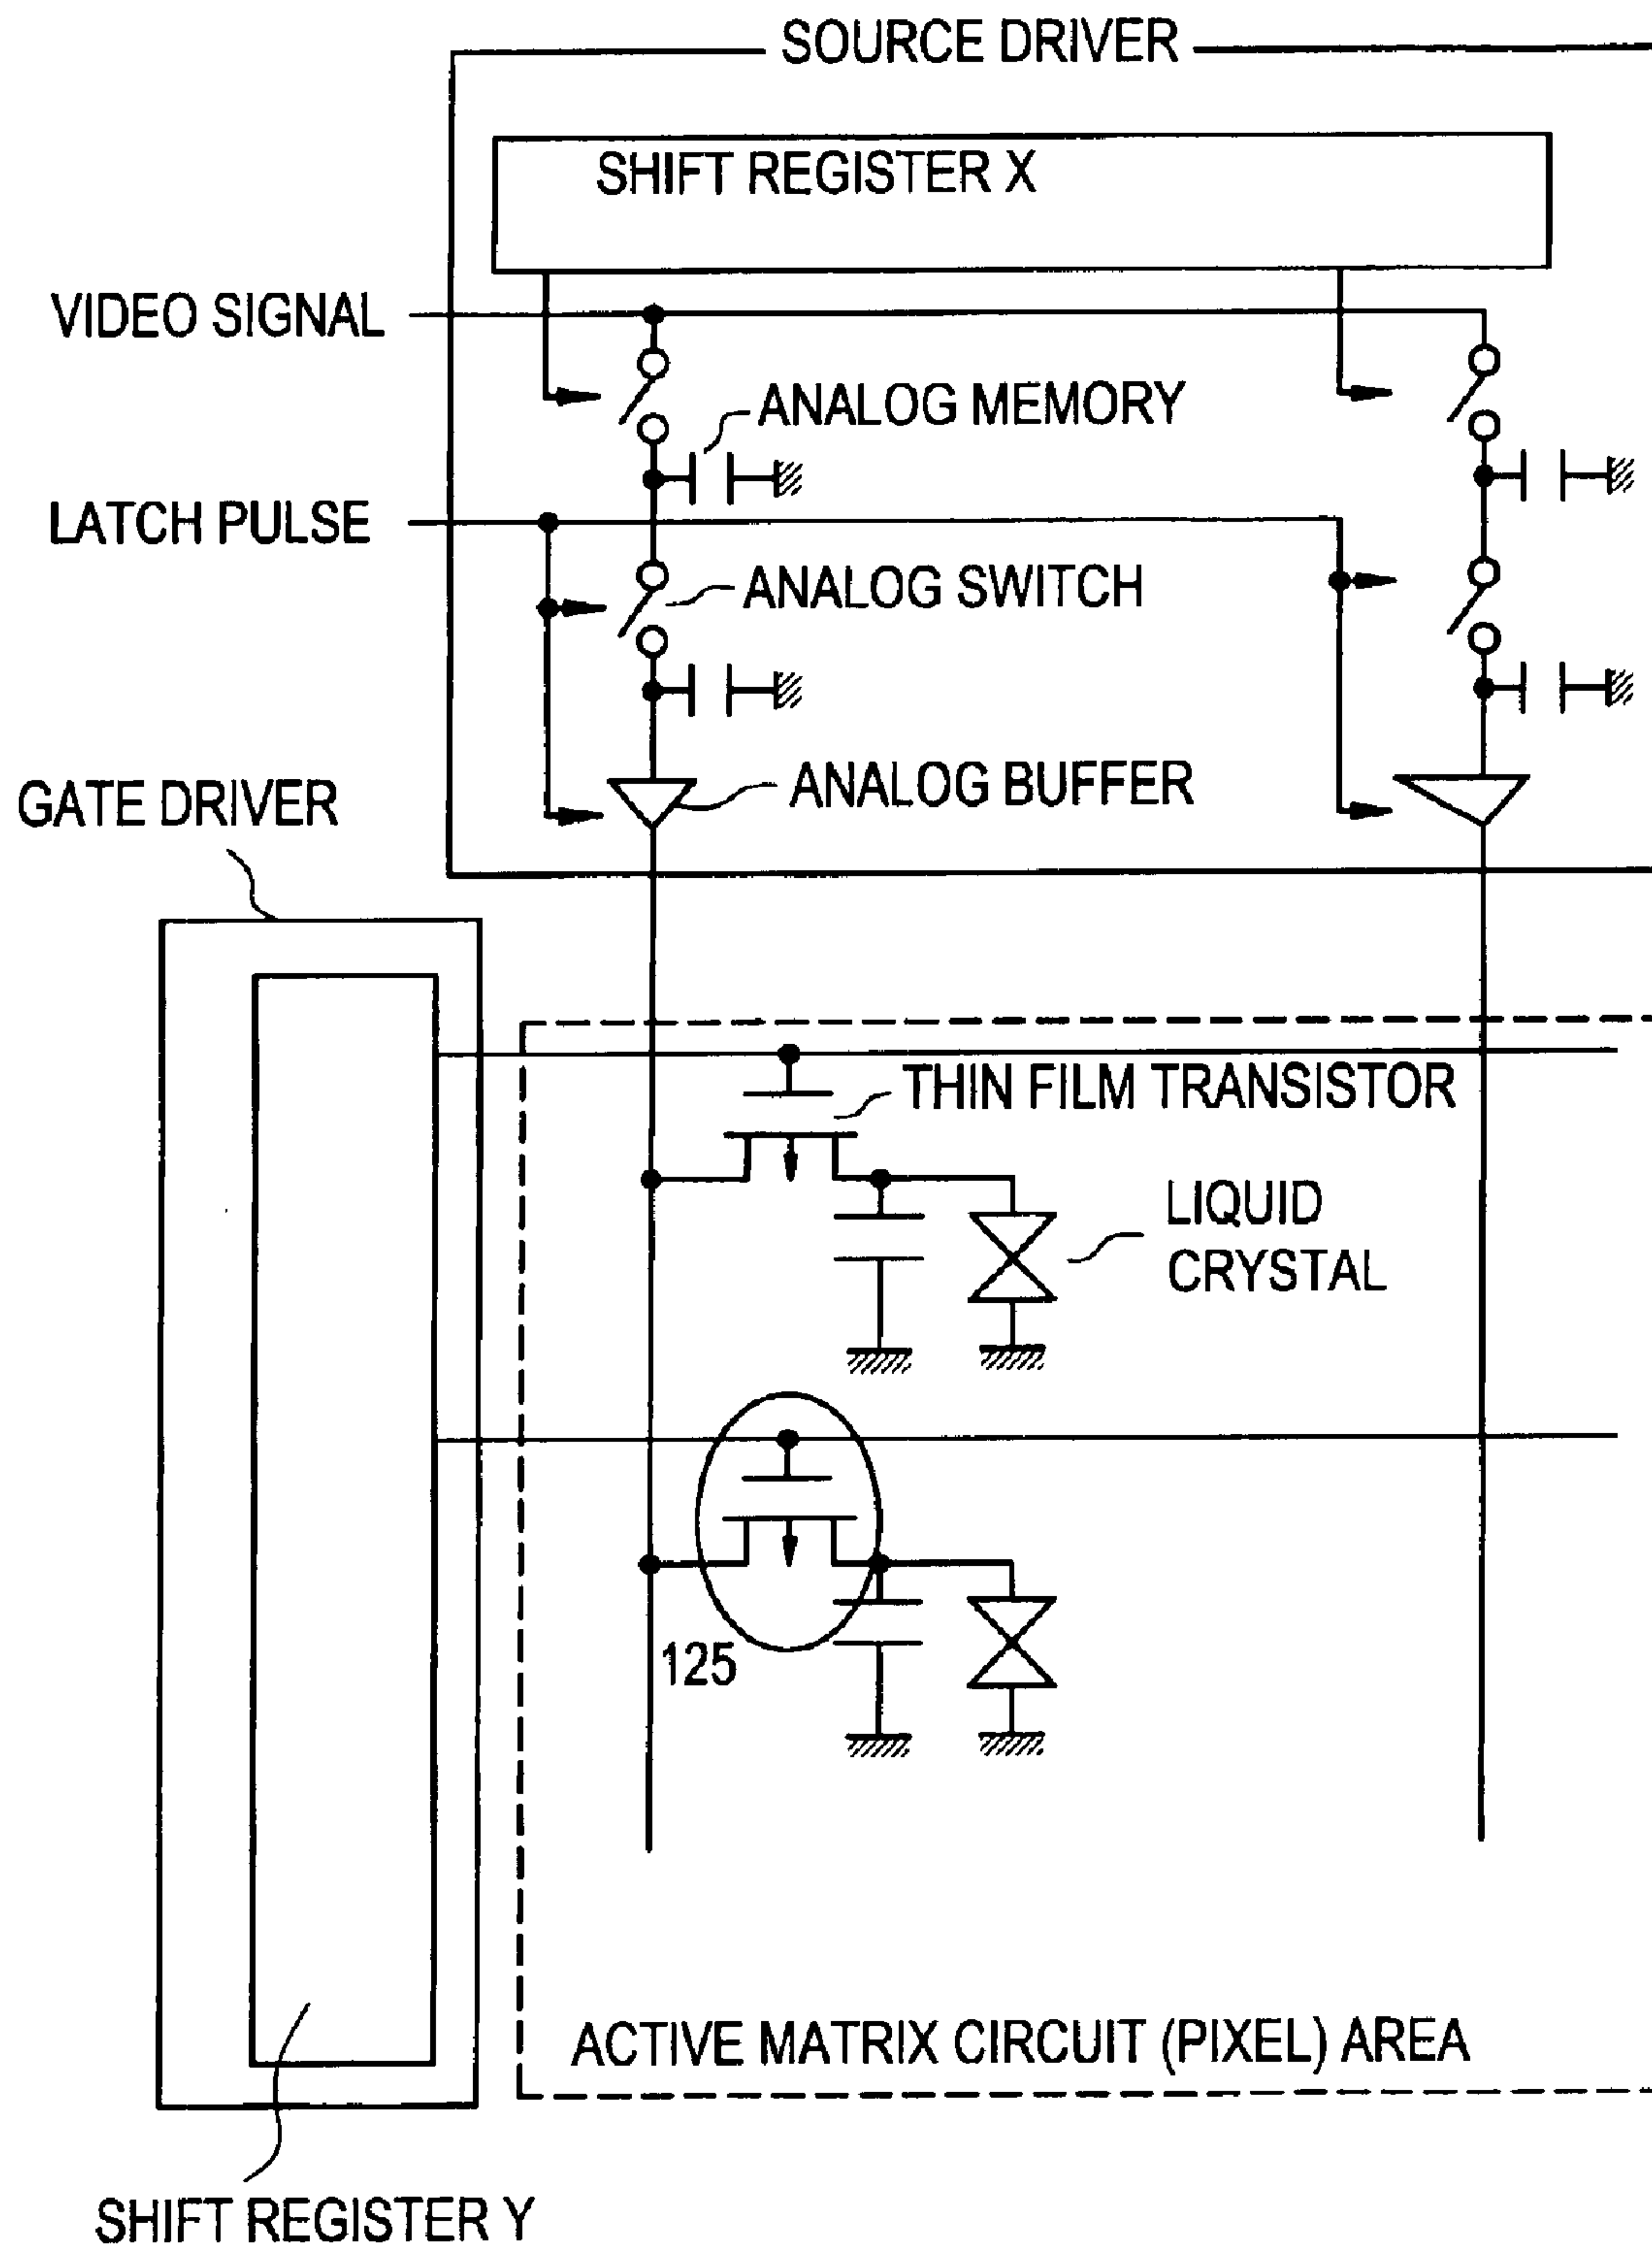 SOURCE DRIVER
SHIFT REGISTER X
VIDEO SIGNAL
ANALOG MEMORY
LATCH PULSE
ANALOG SWITCH
ANALOG BUFFER
GATE DRIVER
THIN FILM TRANSISTOR
LIQUID
CRYSTAL
125
ACTIVE MATRIX CIRCUIT (PIXEL) AREA
SHIFT REGISTER Y